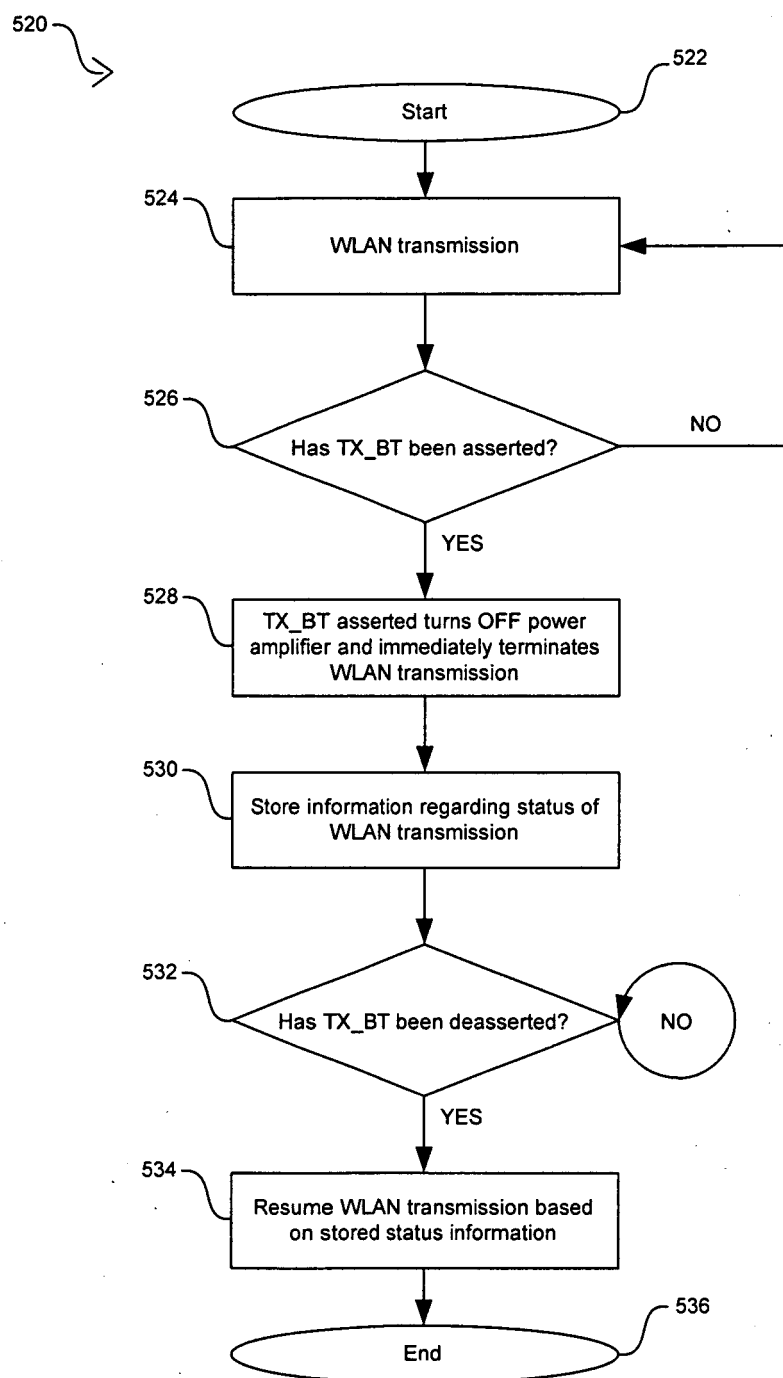 520
522
Start
524
WLAN transmission
526
Has TX_BT been asserted?
NO
YES
528
TX_BT asserted turns OFF power
amplifier and immediately terminates
WLAN transmission
530
Store information regarding status of
WLAN transmission
532
Has TX_BT been deasserted?
NO
YES
534
Resume WLAN transmission based
on stored status information
536
End